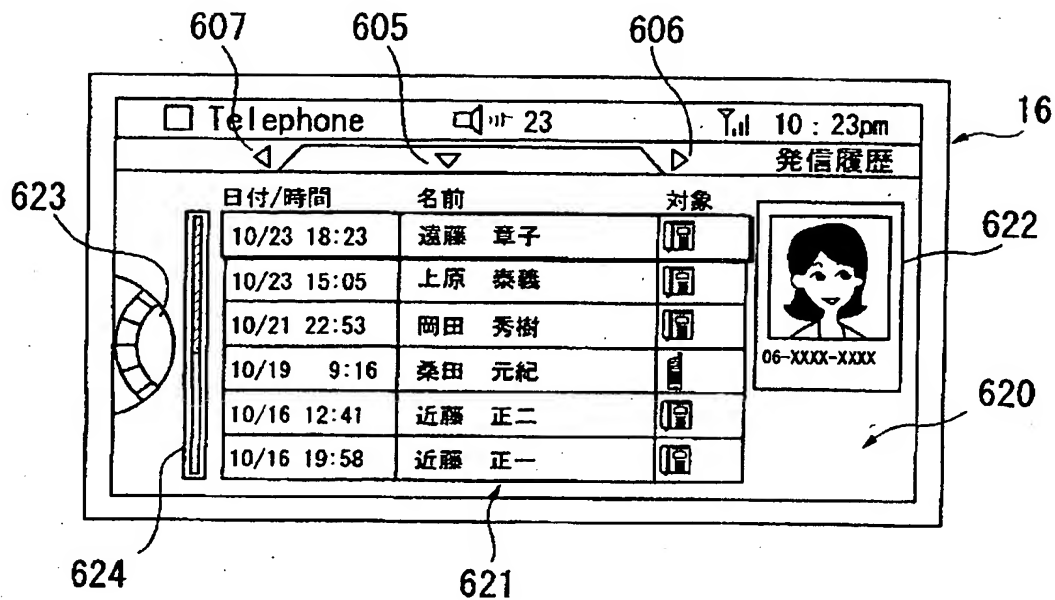 607 605 606
16
Telephone 23 10:23pm
発信履歴
623
日付/時間 名前 対象
10/23 18:23 遠藤 章子
622
10/23 15:05 上原 泰義
10/21 22:53 岡田 秀樹
06-XXXX-XXXX
10/19 9:16 桑田 元紀
620
10/16 12:41 近藤 正二
10/16 19:58 近藤 正一
624
621